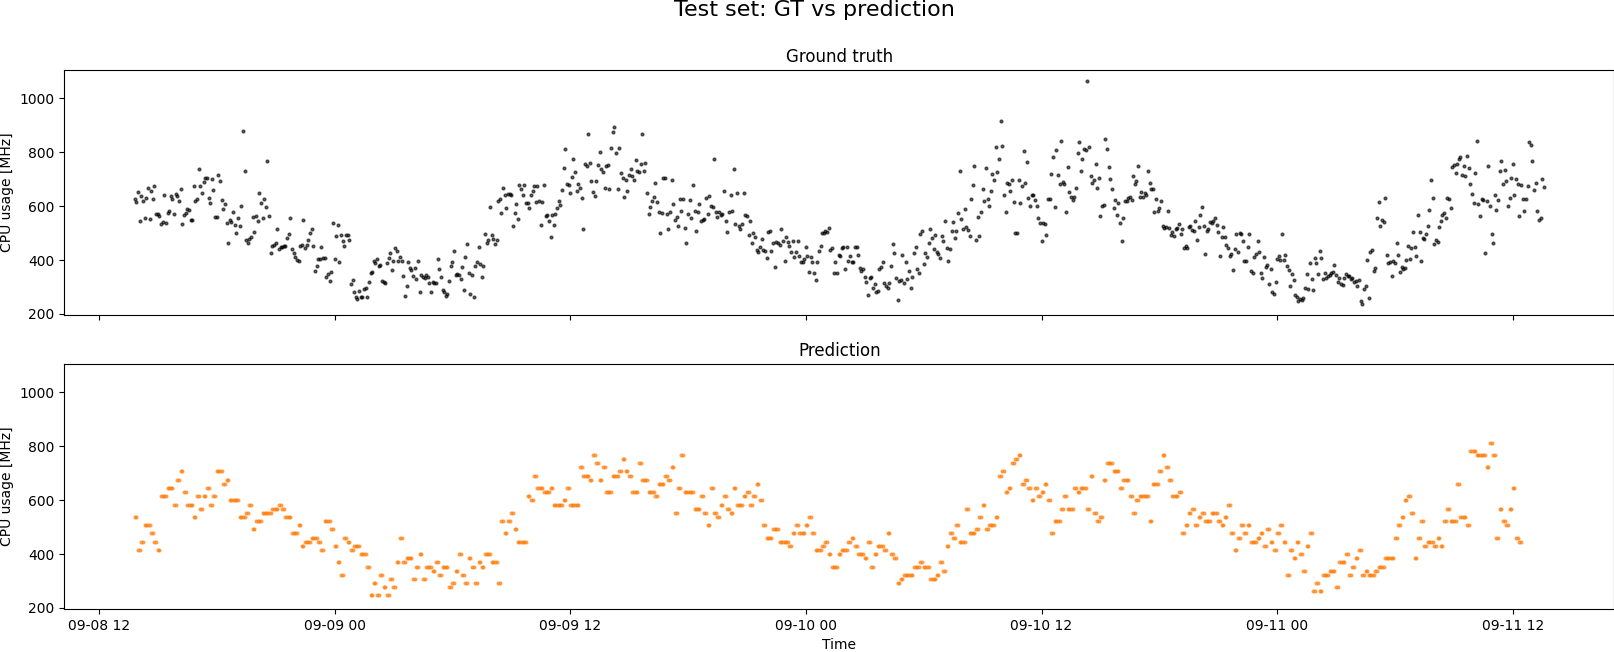 Test set: GT vs prediction
Ground truth
CPU usage [MHz]
1000
800
600
400
200
Prediction
CPU usage [MHz]
1000
800
600
400
200
09-08 12
09-09 00
09-09 12
09-10 00
09-10 12
09-11 00
09-11 12
Time